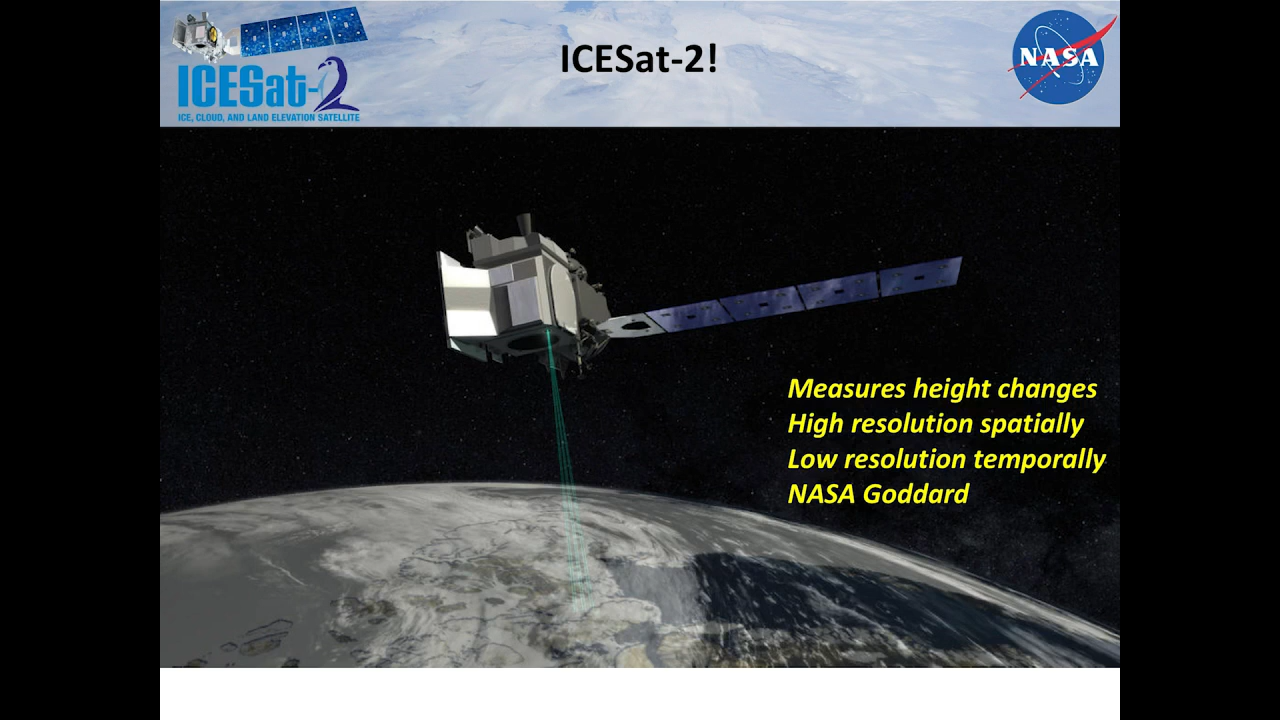 ICESat-2!
ICESat-2
ICE, CLOUD, AND LAND ELEVATION SATELLITE
NASA
Measures height changes
High resolution spatially
Low resolution temporally
NASA Goddard